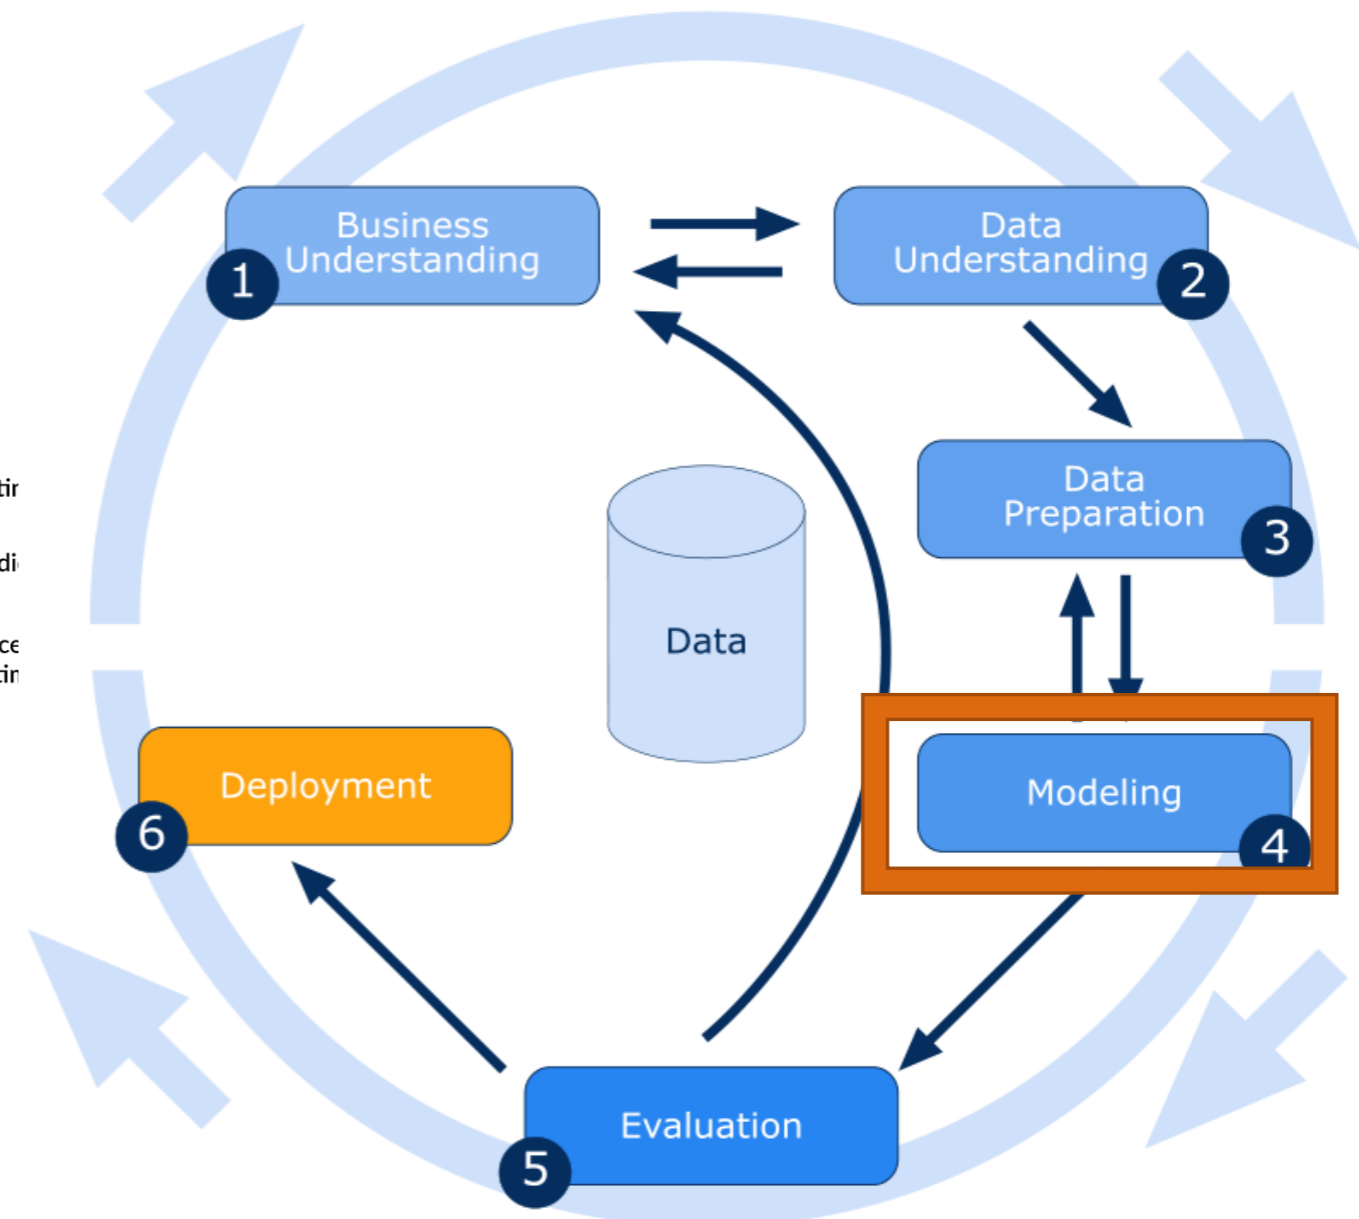 Business
Understanding
1
Data
Understanding
2
Data
Preparation
3
Data
Modeling
4
Deployment
6
Evaluation
5